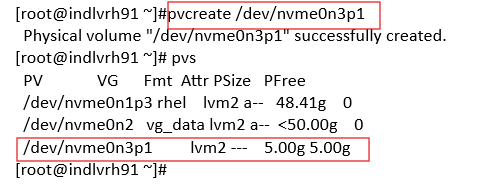 [root@indlvrh91 ~]#pvcreate /dev/nvme0n3p1
Physical volume "/dev/nvme0n3p1" successfully created.
[root@indlvrh91 ~]# pvs
PV VG Fmt Attr PSize PFree
/dev/nvme0n1p3 rhel lvm2 a-- 48.41g 0
/dev/nvme0n2 vg_data lvm2 a-- <50.00g 0
/dev/nvme0n3p1 lvm2 --- 5.00g 5.00g
[root@indlvrh91 ~]#